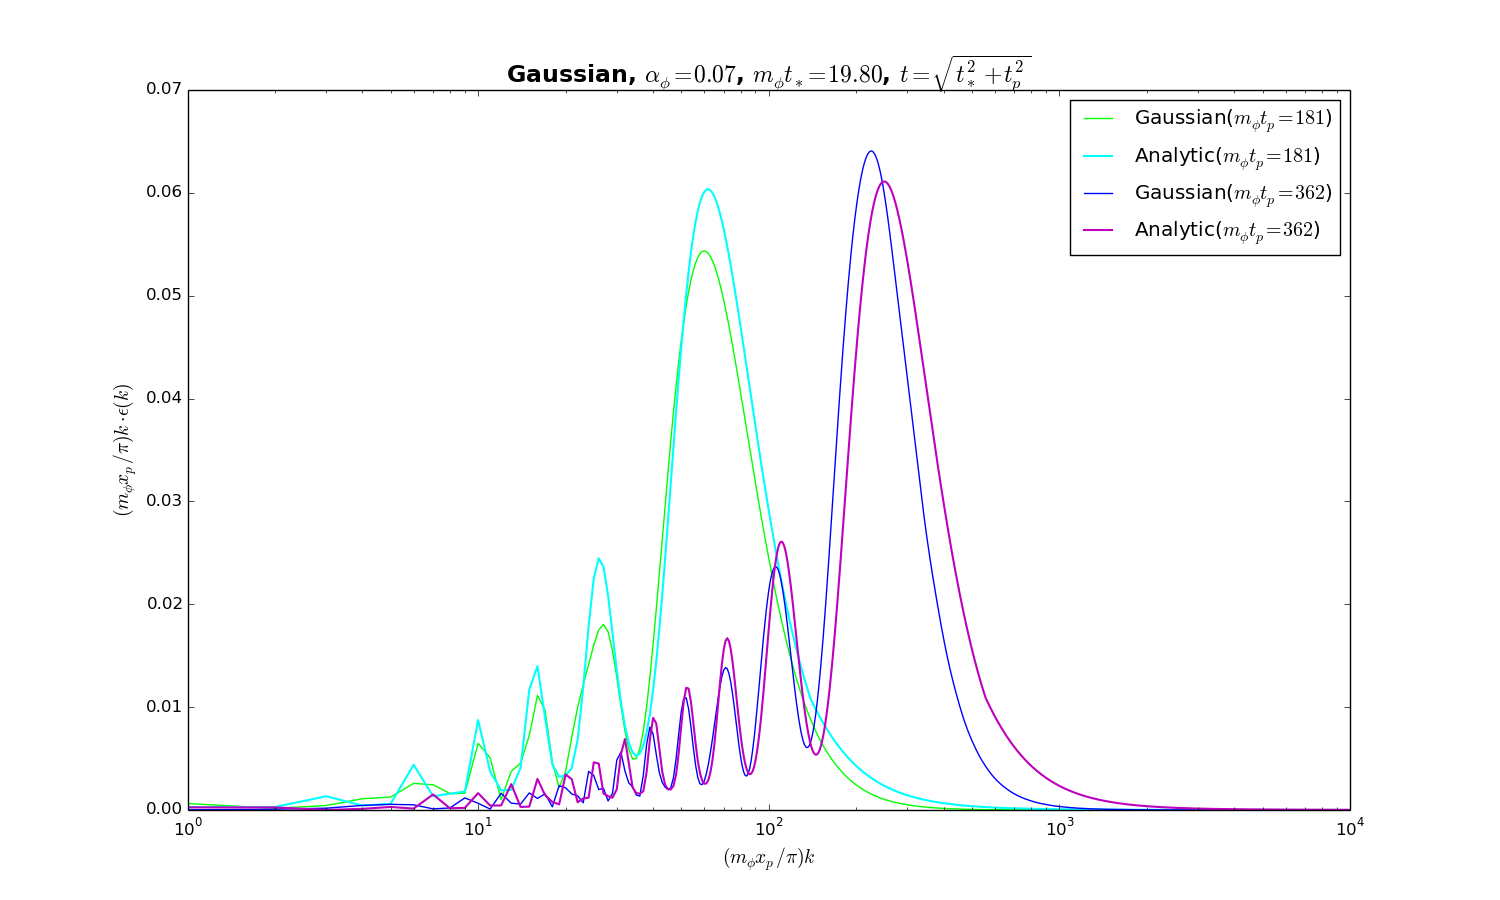 Gaussian, α_ϕ=0.07, m_ϕt_*=19.80, t=√(t_*^2+t_p^2)
0.07
0.06
0.05
0.04
0.03
0.02
0.01
0.00
(m_ϕx_p/π)k·ϵ(k)
Gaussian(m_ϕt_p=181)
Analytic(m_ϕt_p=181)
Gaussian(m_ϕt_p=362)
Analytic(m_ϕt_p=362)
10^0 10^1 10^2 10^3 10^4
(m_ϕx_p/π)k